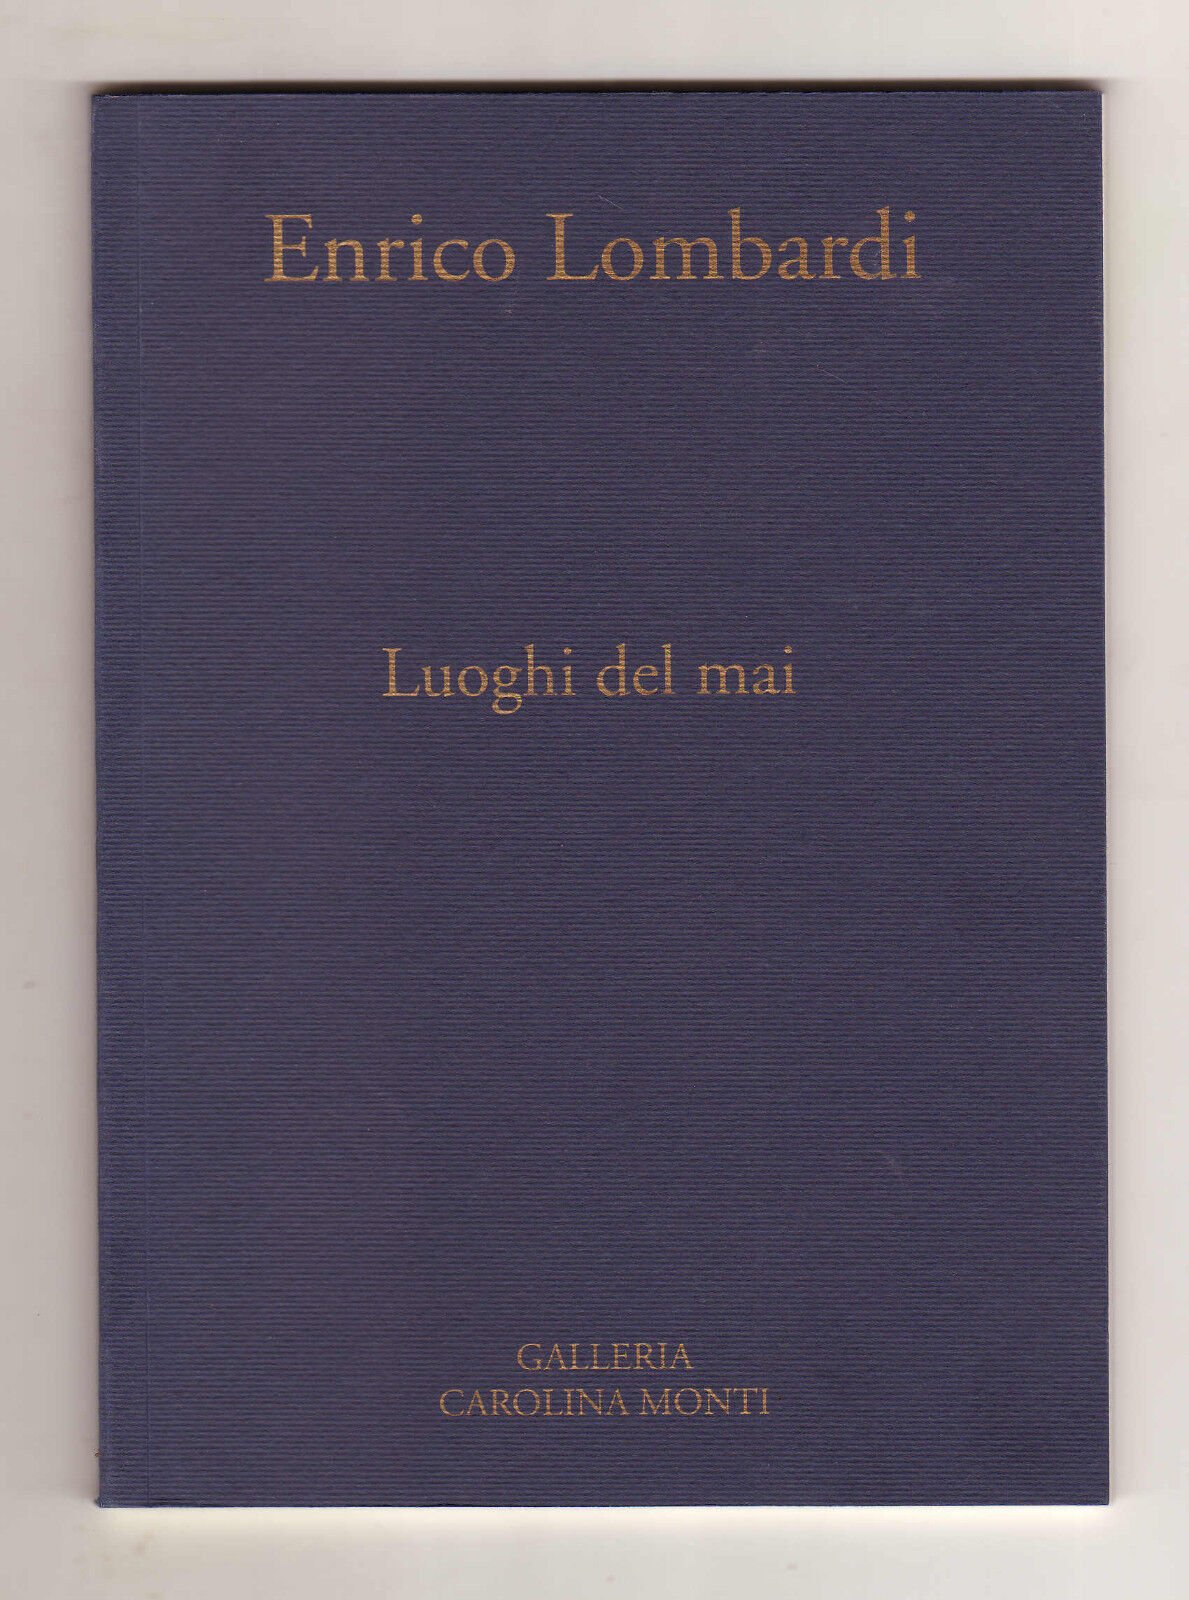 Enrico Lombardi
Luoghi del mai
GALLERIA
CAROLINA MONTI